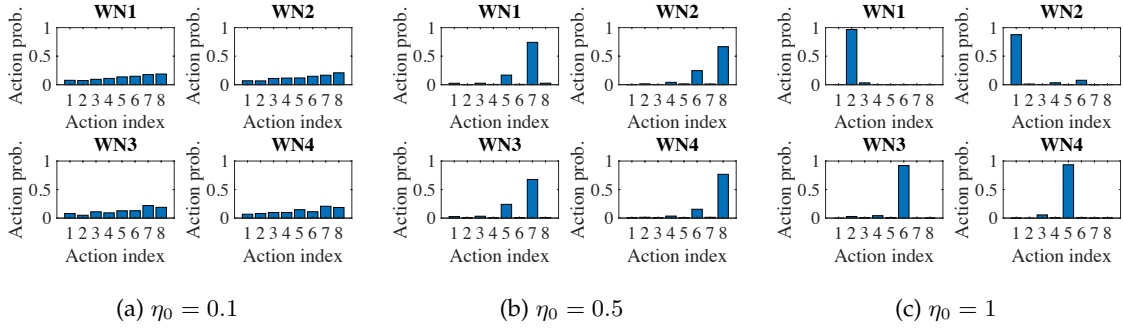 WN1 WN2
Action prob.
1
0.5
0
1 2 3 4 5 6 7 8
Action index
Action prob.
1
0.5
0
1 2 3 4 5 6 7 8
Action index
WN3 WN4
Action prob.
1
0.5
0
1 2 3 4 5 6 7 8
Action index
Action prob.
1
0.5
0
1 2 3 4 5 6 7 8
Action index
(a) η₀ = 0.1
WN1 WN2
Action prob.
1
0.5
0
1 2 3 4 5 6 7 8
Action index
Action prob.
1
0.5
0
1 2 3 4 5 6 7 8
Action index
WN3 WN4
Action prob.
1
0.5
0
1 2 3 4 5 6 7 8
Action index
Action prob.
1
0.5
0
1 2 3 4 5 6 7 8
Action index
(b) η₀ = 0.5
WN1 WN2
Action prob.
1
0.5
0
1 2 3 4 5 6 7 8
Action index
Action prob.
1
0.5
0
1 2 3 4 5 6 7 8
Action index
WN3 WN4
Action prob.
1
0.5
0
1 2 3 4 5 6 7 8
Action index
Action prob.
1
0.5
0
1 2 3 4 5 6 7 8
Action index
(c) η₀ = 1